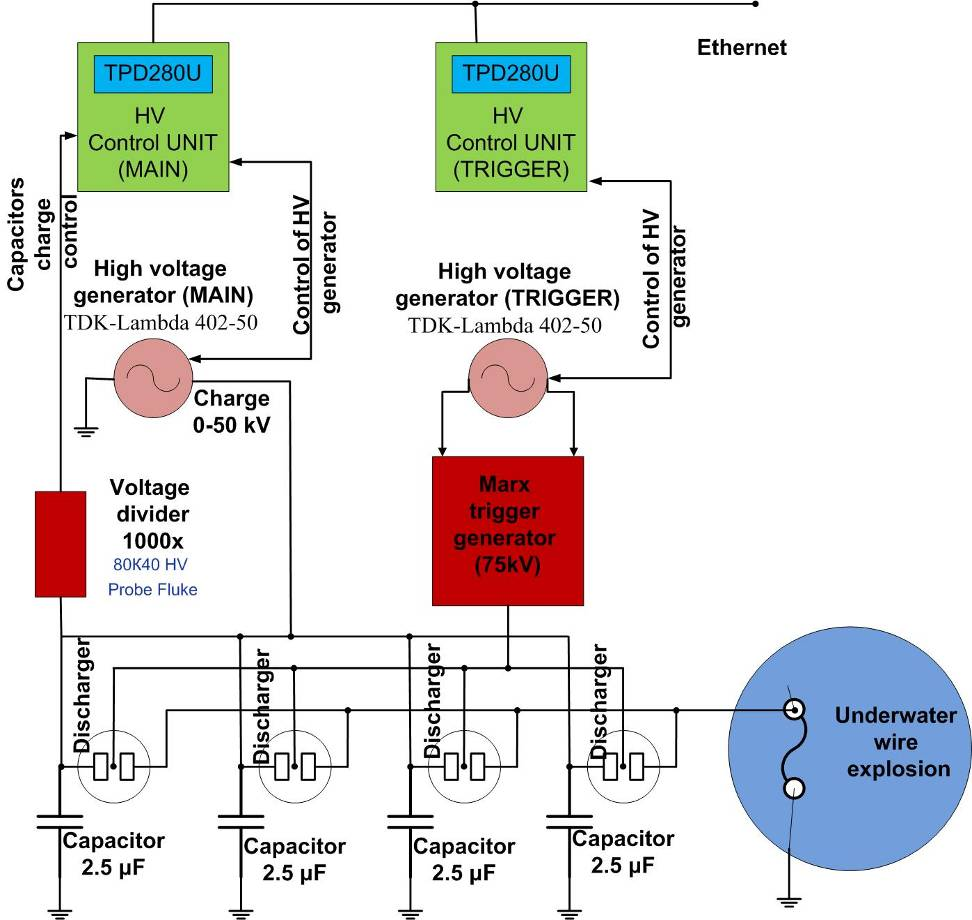 Ethernet
TPD280U
HV
Control UNIT
(MAIN)
TPD280U
HV
Control UNIT
(TRIGGER)
Capacitors
charge
control
Control of HV
generator
Control of HV
generator
High voltage
generator (MAIN)
TDK-Lambda 402-50
High voltage
generator (TRIGGER)
TDK-Lambda 402-50
Charge
0-50 kV
Voltage
divider
1000x
80K40 HV
Probe Fluke
Marx
trigger
generator
(75kV)
Discharger
Discharger
Discharger
Discharger
Underwater
wire
explosion
Capacitor
2.5 µF
Capacitor
2.5 µF
Capacitor
2.5 µF
Capacitor
2.5 µF